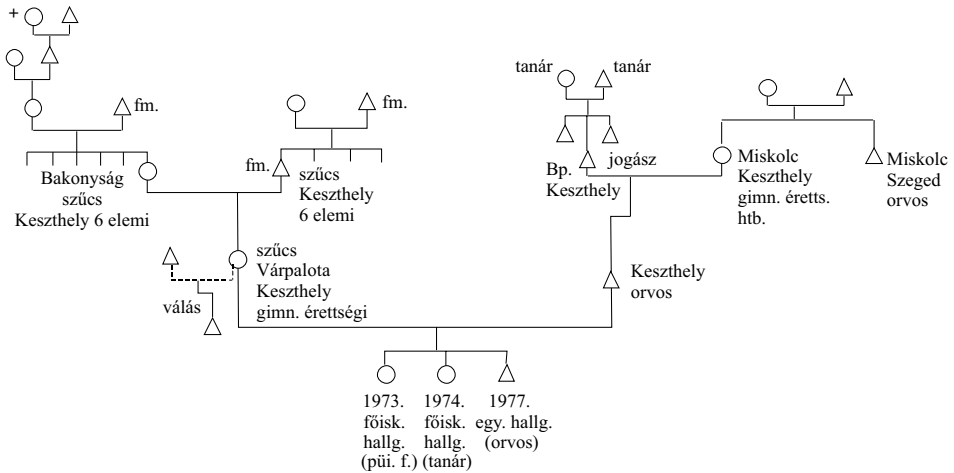 +
fm.
fm.
tanár
tanár
fm.
Bakonyság
szűcs
Keszthely 6 elemi
szűcs
Keszthely
6 elemi
Bp.
Keszthely
jogász
Miskolc
Keszthely
gimn. éretts.
htb.
Miskolc
Szeged
orvos
válás
szűcs
Várpalota
Keszthely
gimn. érettségi
Keszthely
orvos
1973.
főisk.
hallg.
(püi. f.)
1974.
főisk.
hallg.
(tanár)
1977.
egy. hallg.
(orvos)